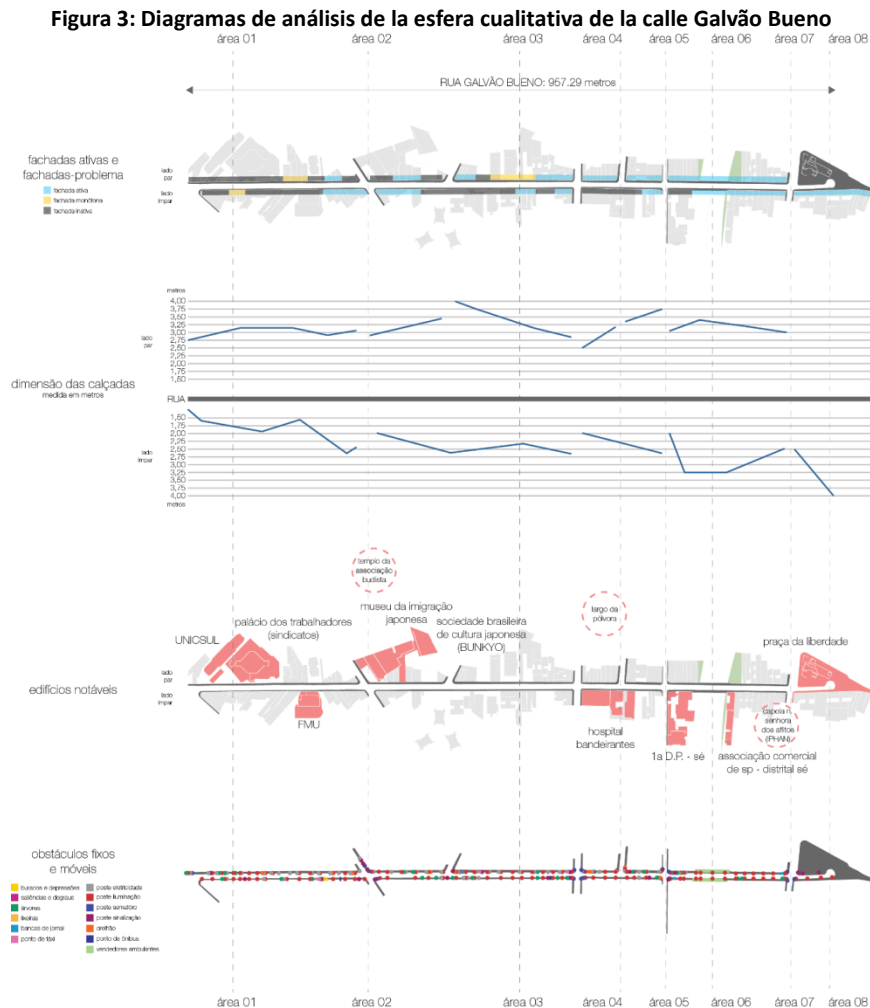 Figura 3: Diagramas de análisis de la esfera cualitativa de la calle Galvão Bueno
área 01
área 02
área 03
área 04
área 05
área 06
área 07
área 08
RUA GALVÃO BUENO: 957.29 metros
fachadas ativas e
fachadas-problema
fachada ativa
fachada monótona
fachada inativa
lado
par
lado
ímpar
metros
4,00
3,75
3,50
3,25
3,00
2,75
2,50
2,25
2,00
1,75
1,50
lado
par
dimensão das calçadas
medida em metros
RUA
1,50
1,75
2,00
2,25
2,50
2,75
3,00
3,25
3,50
3,75
4,00
metros
lado
ímpar
templo da
associação
budista
museu da imigração
japonesa
palácio dos trabalhadores
(sindicatos)
sociedade brasileira
de cultura japonesa
(BUNKYO)
largo da
pólvora
UNICSUL
praça da liberdade
lado
par
lado
ímpar
edifícios notáveis
FMU
hospital
bandeirantes
1a D.P. - sé
capela n.
senhora
dos aflitos
(IPHAN)
associação comercial
de sp - distrital sé
obstáculos fixos
e móveis
buracos e depressões
saliências e degraus
árvores
lixeiras
bancas de jornal
ponto de táxi
poste eletricidade
poste iluminação
poste semáforo
poste sinalização
orelhão
ponto de ônibus
vendedores ambulantes
área 01
área 02
área 03
área 04
área 05
área 06
área 07
área 08